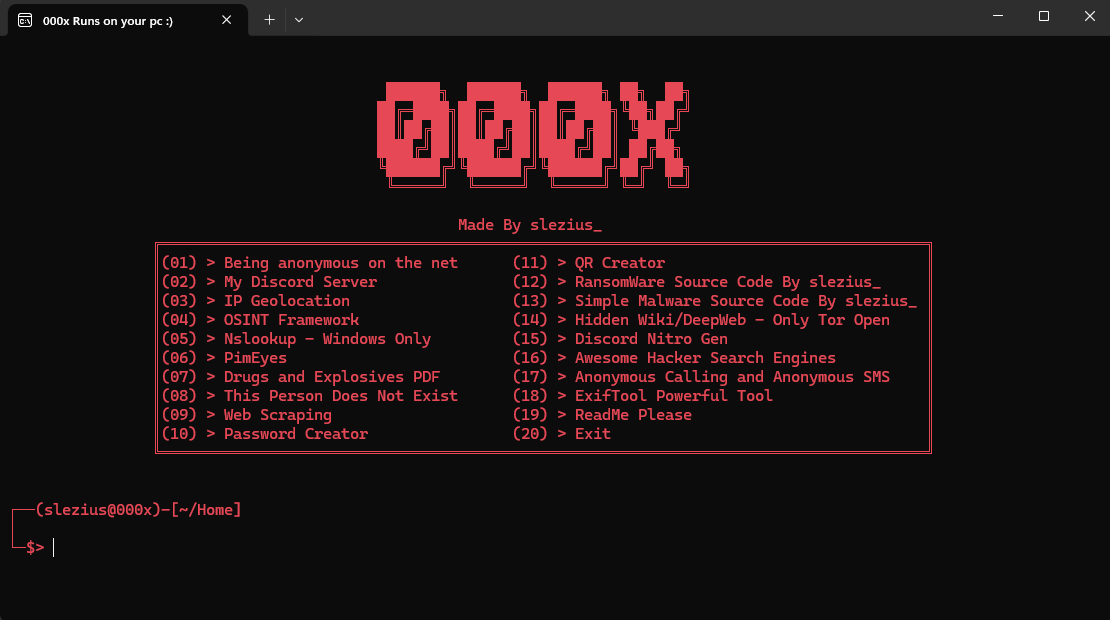 000x Runs on your pc :)
000X
Made By slezius_
(01) > Being anonymous on the net (11) > QR Creator
(02) > My Discord Server (12) > RansomWare Source Code By slezius_
(03) > IP Geolocation (13) > Simple Malware Source Code By slezius_
(04) > OSINT Framework (14) > Hidden Wiki/DeepWeb - Only Tor Open
(05) > Nslookup - Windows Only (15) > Discord Nitro Gen
(06) > PimEyes (16) > Awesome Hacker Search Engines
(07) > Drugs and Explosives PDF (17) > Anonymous Calling and Anonymous SMS
(08) > This Person Does Not Exist (18) > ExifTool Powerful Tool
(09) > Web Scraping (19) > ReadMe Please
(10) > Password Creator (20) > Exit
(slezius@000x)-[~/Home]
$>